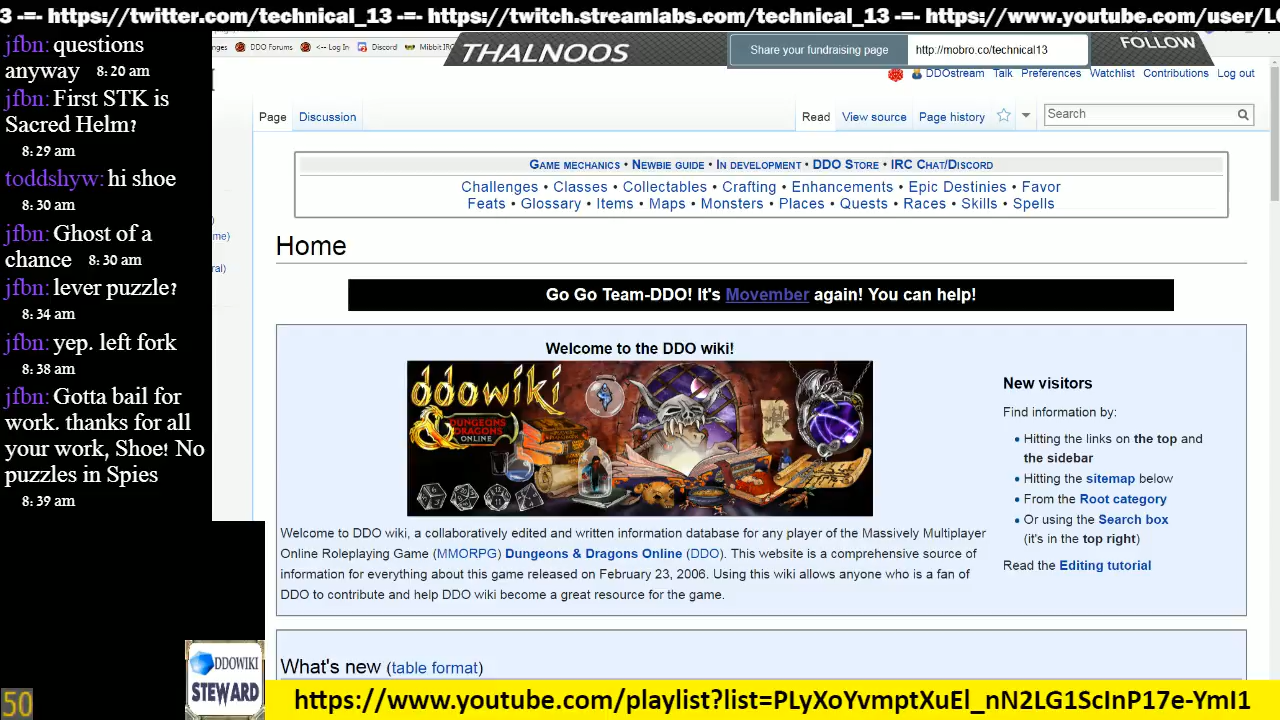 3 -=- https://twitter.com/technical_13 -=- https://twitch.streamlabs.com/technical_13 -=- https://www.youtube.com/user/L
jfbn: questions
anyway 8:20 am
jfbn: First STK is
Sacred Helm?
8:29 am
toddshyw: hi shoe
8:30 am
jfbn: Ghost of a
chance 8:30 am
jfbn: lever puzzle?
8:34 am
jfbn: yep. left fork
8:38 am
jfbn: Gotta bail for
work. thanks for all
your work, Shoe! No
puzzles in Spies
8:39 am
nges DDO Forums <-- Log In Discord Mibbit IR
THALNOOS
Share your fundraising page http://mobro.co/technical13
FOLLOW
DDOstream Talk Preferences Watchlist Contributions Log out
Page Discussion Read View source Page history Search
me)
ral)
GAME MECHANICS • NEWBIE GUIDE • IN DEVELOPMENT • DDO STORE • IRC CHAT/DISCORD
Challenges • Classes • Collectables • Crafting • Enhancements • Epic Destinies • Favor
Feats • Glossary • Items • Maps • Monsters • Places • Quests • Races • Skills • Spells
Home
Go Go Team-DDO! It's Movember again! You can help!
Welcome to the DDO wiki!
ddowiki
DUNGEONS & DRAGONS
ONLINE
Welcome to DDO wiki, a collaboratively edited and written information database for any player of the Massively Multiplayer
Online Roleplaying Game (MMORPG) Dungeons & Dragons Online (DDO). This website is a comprehensive source of
information for everything about this game released on February 23, 2006. Using this wiki allows anyone who is a fan of
DDO to contribute and help DDO wiki become a great resource for the game.
New visitors
Find information by:
• Hitting the links on the top and
the sidebar
• Hitting the sitemap below
• From the Root category
• Or using the Search box
(it's in the top right)
Read the Editing tutorial
What's new (table format)
DDOWIKI
STEWARD
50
https://www.youtube.com/playlist?list=PLyXoYvmptXuEl_nN2LG1ScInP17e-YmI1